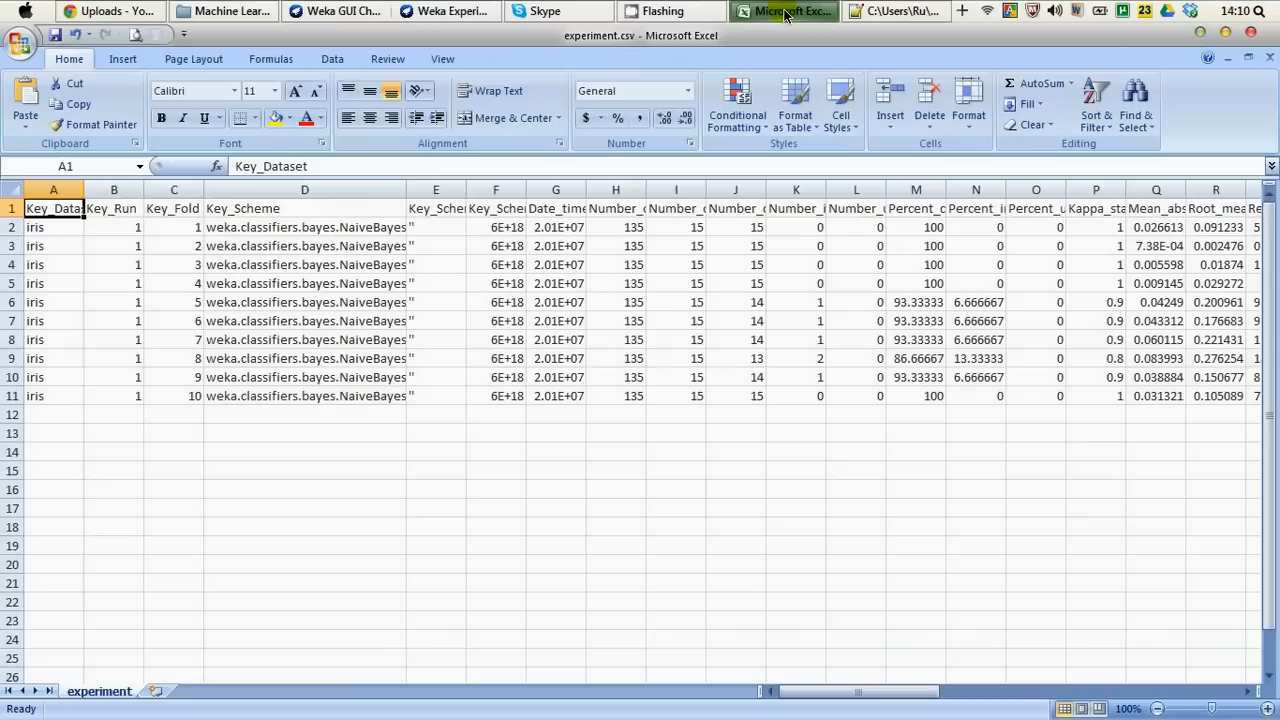 Uploads - Yo... Machine Lear... Weka GUI Ch... Weka Experi... Skype Flashing Microsoft Exc... C:\Users\Ru/... 23 14:10
experiment.csv - Microsoft Excel
Home Insert Page Layout Formulas Data Review View
Paste Cut Copy Format Painter Clipboard
Calibri 11 B I U Font
Wrap Text Merge & Center Alignment
General $ % , Number
Conditional Formatting Format as Table Cell Styles Styles
Insert Delete Format Cells
AutoSum Fill Clear Sort & Filter Find & Select Editing
A1 fx Key_Dataset
A B C D E F G H I J K L M N O P Q R
1 Key_Data Key_Run Key_Fold Key_Scheme Key_Sche Key_Sche Date_time Number_ Number_ Number_ Number_i Number_ Percent_c Percent_i Percent_u Kappa_sta Mean_abs Root_mea Re
2 iris 1 1 weka.classifiers.bayes.NaiveBayes " 6E+18 2.01E+07 135 15 15 0 0 100 0 0 1 0.026613 0.091233 5
3 iris 1 2 weka.classifiers.bayes.NaiveBayes " 6E+18 2.01E+07 135 15 15 0 0 100 0 0 1 7.38E-04 0.002476 0
4 iris 1 3 weka.classifiers.bayes.NaiveBayes " 6E+18 2.01E+07 135 15 15 0 0 100 0 0 1 0.005598 0.01874 1
5 iris 1 4 weka.classifiers.bayes.NaiveBayes " 6E+18 2.01E+07 135 15 15 0 0 100 0 0 1 0.009145 0.029272
6 iris 1 5 weka.classifiers.bayes.NaiveBayes " 6E+18 2.01E+07 135 15 14 1 0 93.33333 6.666667 0 0.9 0.04249 0.200961 9
7 iris 1 6 weka.classifiers.bayes.NaiveBayes " 6E+18 2.01E+07 135 15 14 1 0 93.33333 6.666667 0 0.9 0.043312 0.176683 9
8 iris 1 7 weka.classifiers.bayes.NaiveBayes " 6E+18 2.01E+07 135 15 14 1 0 93.33333 6.666667 0 0.9 0.060115 0.221431 1
9 iris 1 8 weka.classifiers.bayes.NaiveBayes " 6E+18 2.01E+07 135 15 13 2 0 86.66667 13.33333 0 0.8 0.083993 0.276254 1
10 iris 1 9 weka.classifiers.bayes.NaiveBayes " 6E+18 2.01E+07 135 15 14 1 0 93.33333 6.666667 0 0.9 0.038884 0.150677 8
11 iris 1 10 weka.classifiers.bayes.NaiveBayes " 6E+18 2.01E+07 135 15 15 0 0 100 0 0 1 0.031321 0.105089 7
12
13
14
15
16
17
18
19
20
21
22
23
24
25
26
experiment
Ready 100%